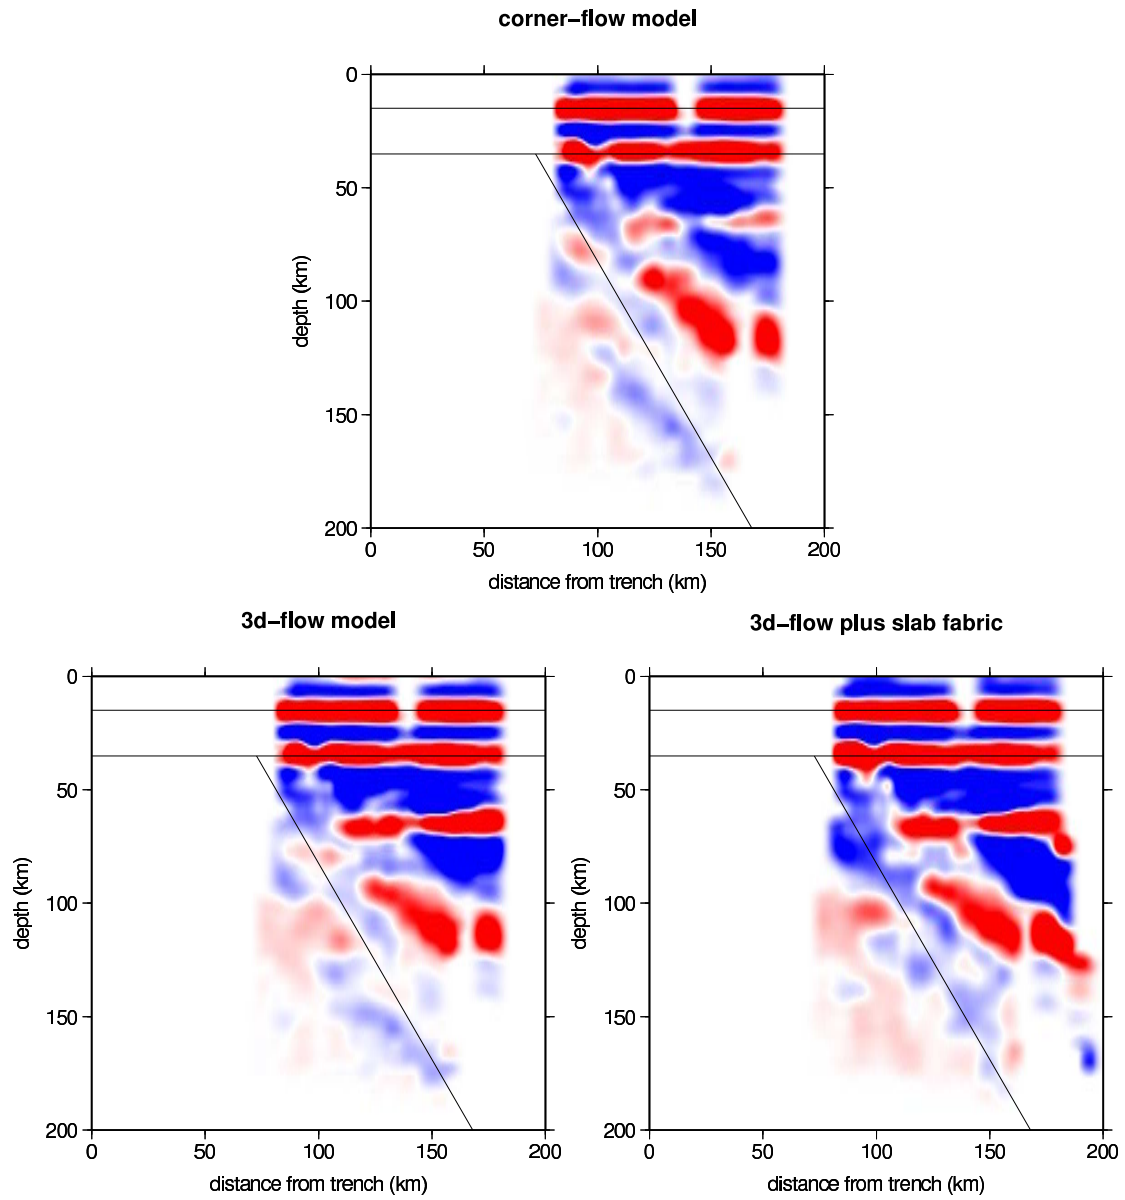 corner–flow model
0
50
100
150
200
depth (km)
0 50 100 150 200
distance from trench (km)
3d–flow model
0
50
100
150
200
depth (km)
0 50 100 150 200
distance from trench (km)
3d–flow plus slab fabric
0
50
100
150
200
depth (km)
0 50 100 150 200
distance from trench (km)